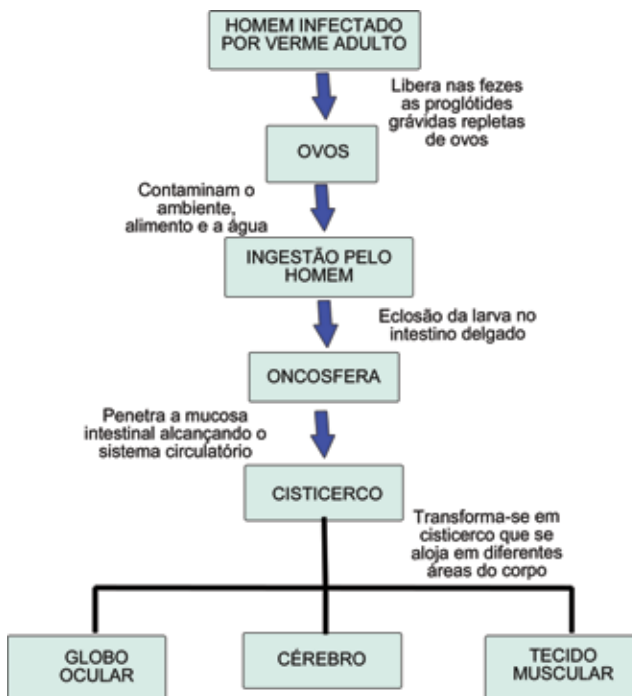 HOMEM INFECTADO
POR VERME ADULTO
Libera nas fezes
as proglótides
grávidas repletas
de ovos
OVOS
Contaminam o
ambiente,
alimento e a água
INGESTÃO PELO
HOMEM
Eclosão da larva no
intestino delgado
ONCOSFERA
Penetra a mucosa
intestinal alcançando o
sistema circulatório
CISTICERCO
Transforma-se em
cisticerco que se
aloja em diferentes
áreas do corpo
GLOBO
OCULAR
CÉREBRO
TECIDO
MUSCULAR